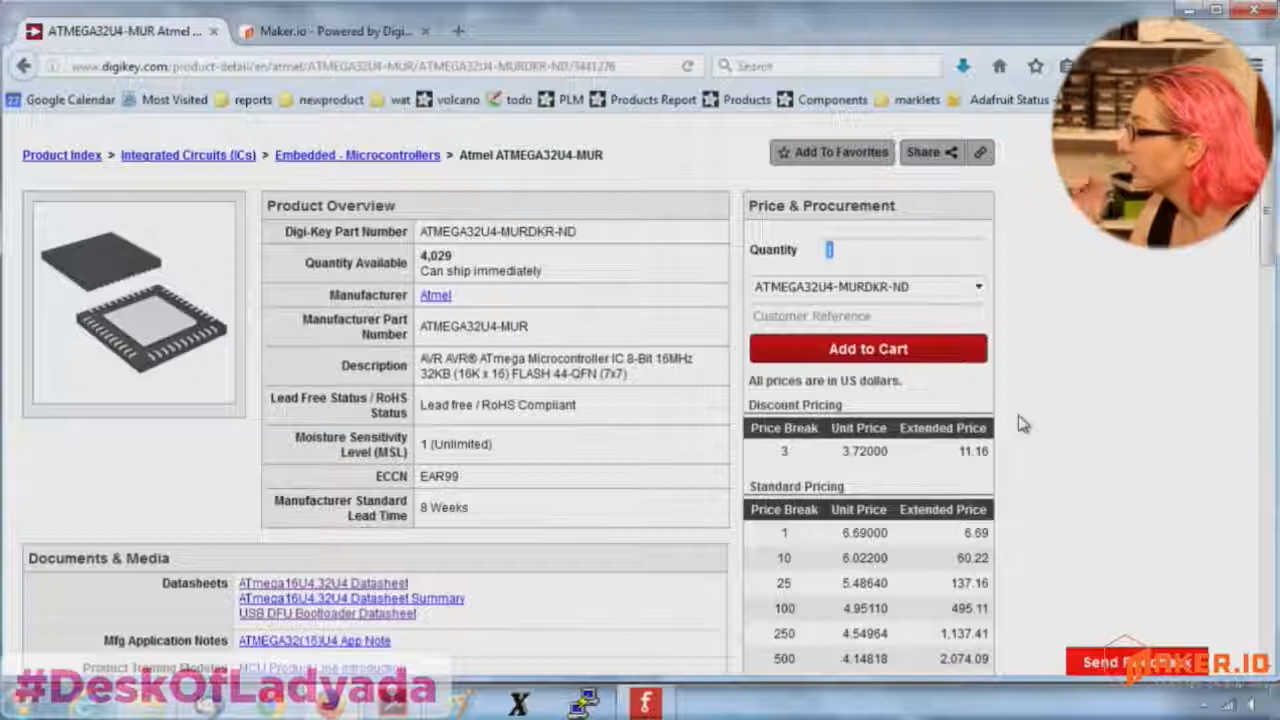 ATMEGA32U4-MUR Atmel ...
Maker.io - Powered by Digi...
www.digikey.com/product-detail/en/atmel/ATMEGA32U4-MUR/ATMEGA32U4-MURDKR-ND/3441278
Search
Google Calendar Most Visited reports newproduct wat volcano todo PLM Products Report Products Components marklets Adafruit Status
Product Index > Integrated Circuits (ICs) > Embedded - Microcontrollers > Atmel ATMEGA32U4-MUR
Add To Favorites
Share
Product Overview
Digi-Key Part Number ATMEGA32U4-MURDKR-ND
Quantity Available 4,029
Can ship immediately
Manufacturer Atmel
Manufacturer Part Number ATMEGA32U4-MUR
Description AVR AVR® ATmega Microcontroller IC 8-Bit 16MHz
32KB (16K x 16) FLASH 44-QFN (7x7)
Lead Free Status / RoHS Status Lead free / RoHS Compliant
Moisture Sensitivity Level (MSL) 1 (Unlimited)
ECCN EAR99
Manufacturer Standard Lead Time 8 Weeks
Price & Procurement
Quantity
ATMEGA32U4-MURDKR-ND
Customer Reference
Add to Cart
All prices are in US dollars.
Discount Pricing
Price Break Unit Price Extended Price
3 3.72000 11.16
Standard Pricing
Price Break Unit Price Extended Price
1 6.69000 6.69
10 6.02200 60.22
25 5.48640 137.16
100 4.95110 495.11
250 4.54964 1,137.41
500 4.14818 2,074.09
Documents & Media
Datasheets ATmega16U4,32U4 Datasheet
ATmega16U4,32U4 Datasheet Summary
USB DFU Bootloader Datasheet
Mfg Application Notes ATMEGA32(16)U4 App Note
Product Training Modules MCU Product Line Introduction
Send
MAKER.IO
#DeskOfLadyada